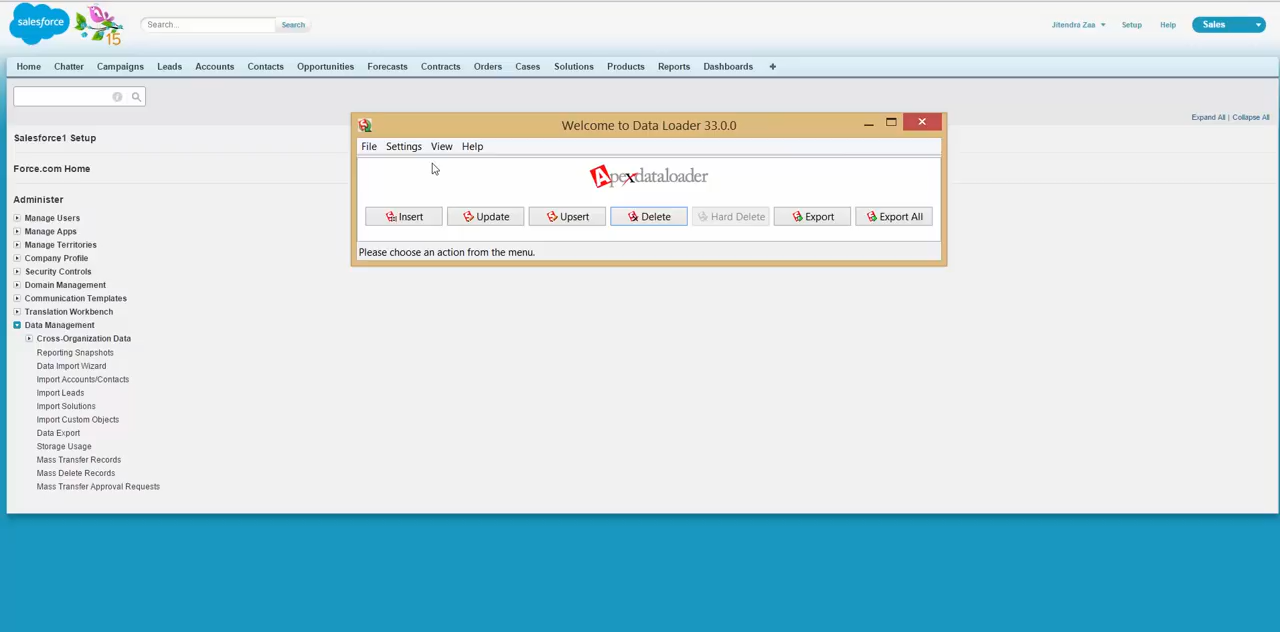 salesforce
15
Search...
Search
Jitendra Zaa
Setup
Help
Sales
Home
Chatter
Campaigns
Leads
Accounts
Contacts
Opportunities
Forecasts
Contracts
Orders
Cases
Solutions
Products
Reports
Dashboards
+
Expand All | Collapse All
Salesforce1 Setup
Force.com Home
Administer
Manage Users
Manage Apps
Manage Territories
Company Profile
Security Controls
Domain Management
Communication Templates
Translation Workbench
Data Management
Cross-Organization Data
Reporting Snapshots
Data Import Wizard
Import Accounts/Contacts
Import Leads
Import Solutions
Import Custom Objects
Data Export
Storage Usage
Mass Transfer Records
Mass Delete Records
Mass Transfer Approval Requests
Welcome to Data Loader 33.0.0
File
Settings
View
Help
Apexdataloader
Insert
Update
Upsert
Delete
Hard Delete
Export
Export All
Please choose an action from the menu.